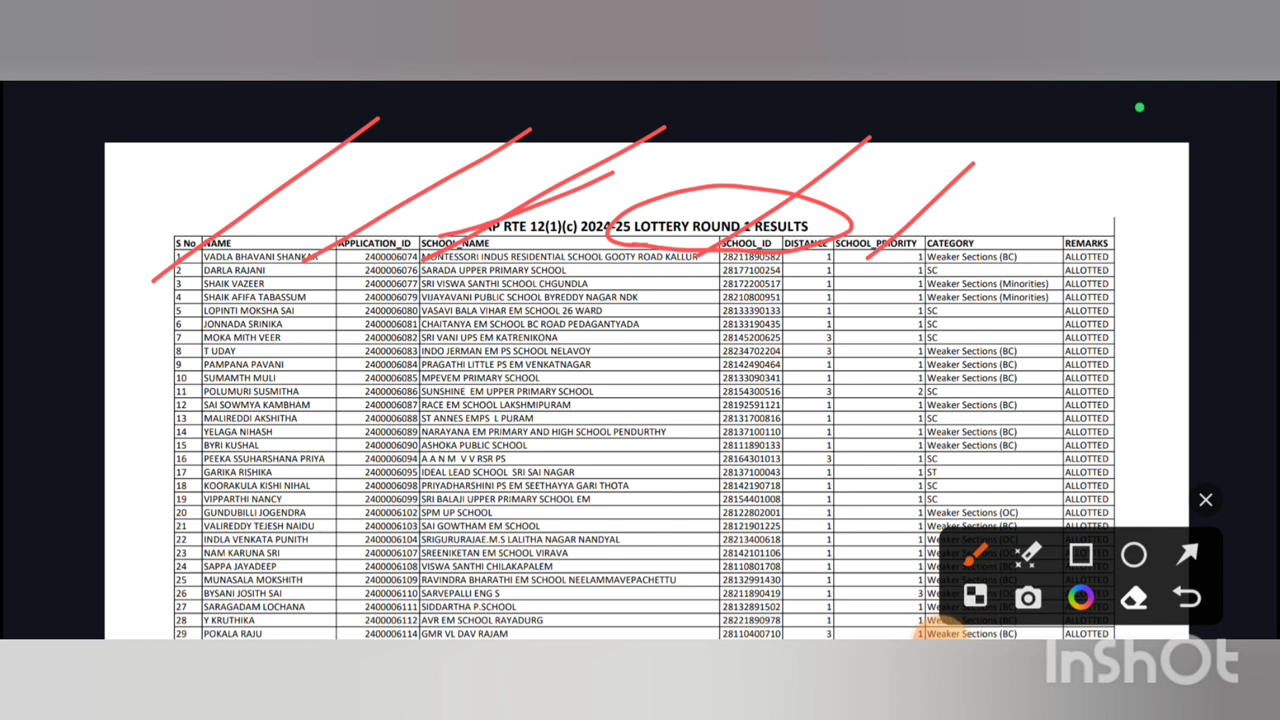 AP RTE 12(1)(c) 2024-25 LOTTERY ROUND 1 RESULTS
S No NAME APPLICATION_ID SCHOOL_NAME SCHOOL_ID DISTANCE SCHOOL_PRIORITY CATEGORY REMARKS
1 VADLA BHAVANI SHANKAR 2400006074 MONTESSORI INDUS RESIDENTIAL SCHOOL GOOTY ROAD KALLUR 28211890582 1 1 Weaker Sections (BC) ALLOTTED
2 DARLA RAJANI 2400006076 SARADA UPPER PRIMARY SCHOOL 28177100254 1 1 SC ALLOTTED
3 SHAIK VAZEER 2400006077 SRI VISWA SANTHI SCHOOL CHGUNDLA 28172200517 1 1 Weaker Sections (Minorities) ALLOTTED
4 SHAIK AFIFA TABASSUM 2400006079 VIJAYAVANI PUBLIC SCHOOL BYREDDY NAGAR NDK 28210800951 1 1 Weaker Sections (Minorities) ALLOTTED
5 LOPINTI MOKSHA SAI 2400006080 VASAVI BALA VIHAR EM SCHOOL 26 WARD 28133390133 1 1 SC ALLOTTED
6 JONNADA SRINIKA 2400006081 CHAITANYA EM SCHOOL BC ROAD PEDAGANTYADA 28133190435 1 1 SC ALLOTTED
7 MOKA MITH VEER 2400006082 SRI VANI UPS EM KATRENIKONA 28145200625 3 1 SC ALLOTTED
8 T UDAY 2400006083 INDO JERMAN EM PS SCHOOL NELAVOY 28234702204 3 1 Weaker Sections (BC) ALLOTTED
9 PAMPANA PAVANI 2400006084 PRAGATHI LITTLE PS EM VENKATNAGAR 28142490464 1 1 Weaker Sections (BC) ALLOTTED
10 SUMAMTH MULI 2400006085 MPEVEM PRIMARY SCHOOL 28133090341 1 1 Weaker Sections (BC) ALLOTTED
11 POLUMURI SUSMITHA 2400006086 SUNSHINE EM UPPER PRIMARY SCHOOL 28154300516 3 2 SC ALLOTTED
12 SAI SOWMYA KAMBHAM 2400006087 RACE EM SCHOOL LAKSHMIPURAM 28192591121 1 1 Weaker Sections (BC) ALLOTTED
13 MALIREDDI AKSHITHA 2400006088 ST ANNES EMPS L PURAM 28131700816 1 1 SC ALLOTTED
14 YELAGA NIHASH 2400006089 NARAYANA EM PRIMARY AND HIGH SCHOOL PENDURTHY 28137100110 1 1 Weaker Sections (BC) ALLOTTED
15 BYRI KUSHAL 2400006090 ASHOKA PUBLIC SCHOOL 28111890133 1 1 Weaker Sections (BC) ALLOTTED
16 PEEKA SSUHARSHANA PRIYA 2400006094 A A N M V V RSR PS 28164301013 3 1 SC ALLOTTED
17 GARIKA RISHIKA 2400006095 IDEAL LEAD SCHOOL SRI SAI NAGAR 28137100043 1 1 ST ALLOTTED
18 KOORAKULA KISHI NIHAL 2400006098 PRIYADHARSHINI PS EM SEETHAYYA GARI THOTA 28142190718 1 1 SC ALLOTTED
19 VIPPARTHI NANCY 2400006099 SRI BALAJI UPPER PRIMARY SCHOOL EM 28154401008 1 1 SC ALLOTTED
20 GUNDUBILLI JOGENDRA 2400006102 SPM UP SCHOOL 28122802001 1 1 Weaker Sections (OC) ALLOTTED
21 VALIREDDY TEJESH NAIDU 2400006103 SAI GOWTHAM EM SCHOOL 28121901225 1 1 Weaker Sections (BC) ALLOTTED
22 INDLA VENKATA PUNITH 2400006104 SRIGURURAJAE.M.S LALITHA NAGAR NANDYAL 28213400618 1 1 Weaker Sections (OC) ALLOTTED
23 NAM KARUNA SRI 2400006107 SREENIKETAN EM SCHOOL VIRAVA 28142101106 1 1 Weaker Sections ALLOTTED
24 SAPPA JAYADEEP 2400006108 VISWA SANTHI CHILAKAPALEM 28110801708 1 1 Weaker Sections ALLOTTED
25 MUNASALA MOKSHITH 2400006109 RAVINDRA BHARATHI EM SCHOOL NEELAMMAVEPACHETTU 28132991430 1 1 Weaker Sections (BC) ALLOTTED
26 BYSANI JOSITH SAI 2400006110 SARVEPALLI ENG S 28211890419 1 3 Weaker Sections ALLOTTED
27 SARAGADAM LOCHANA 2400006111 SIDDARTHA P.SCHOOL 28132891502 1 1 Weaker Sections ALLOTTED
28 Y KRUTHIKA 2400006112 AVR EM SCHOOL RAYADURG 28221890978 1 1 Weaker Sections (BC) ALLOTTED
29 POKALA RAJU 2400006114 GMR VL DAV RAJAM 28110400710 3 1 Weaker Sections (BC) ALLOTTED
InShOt